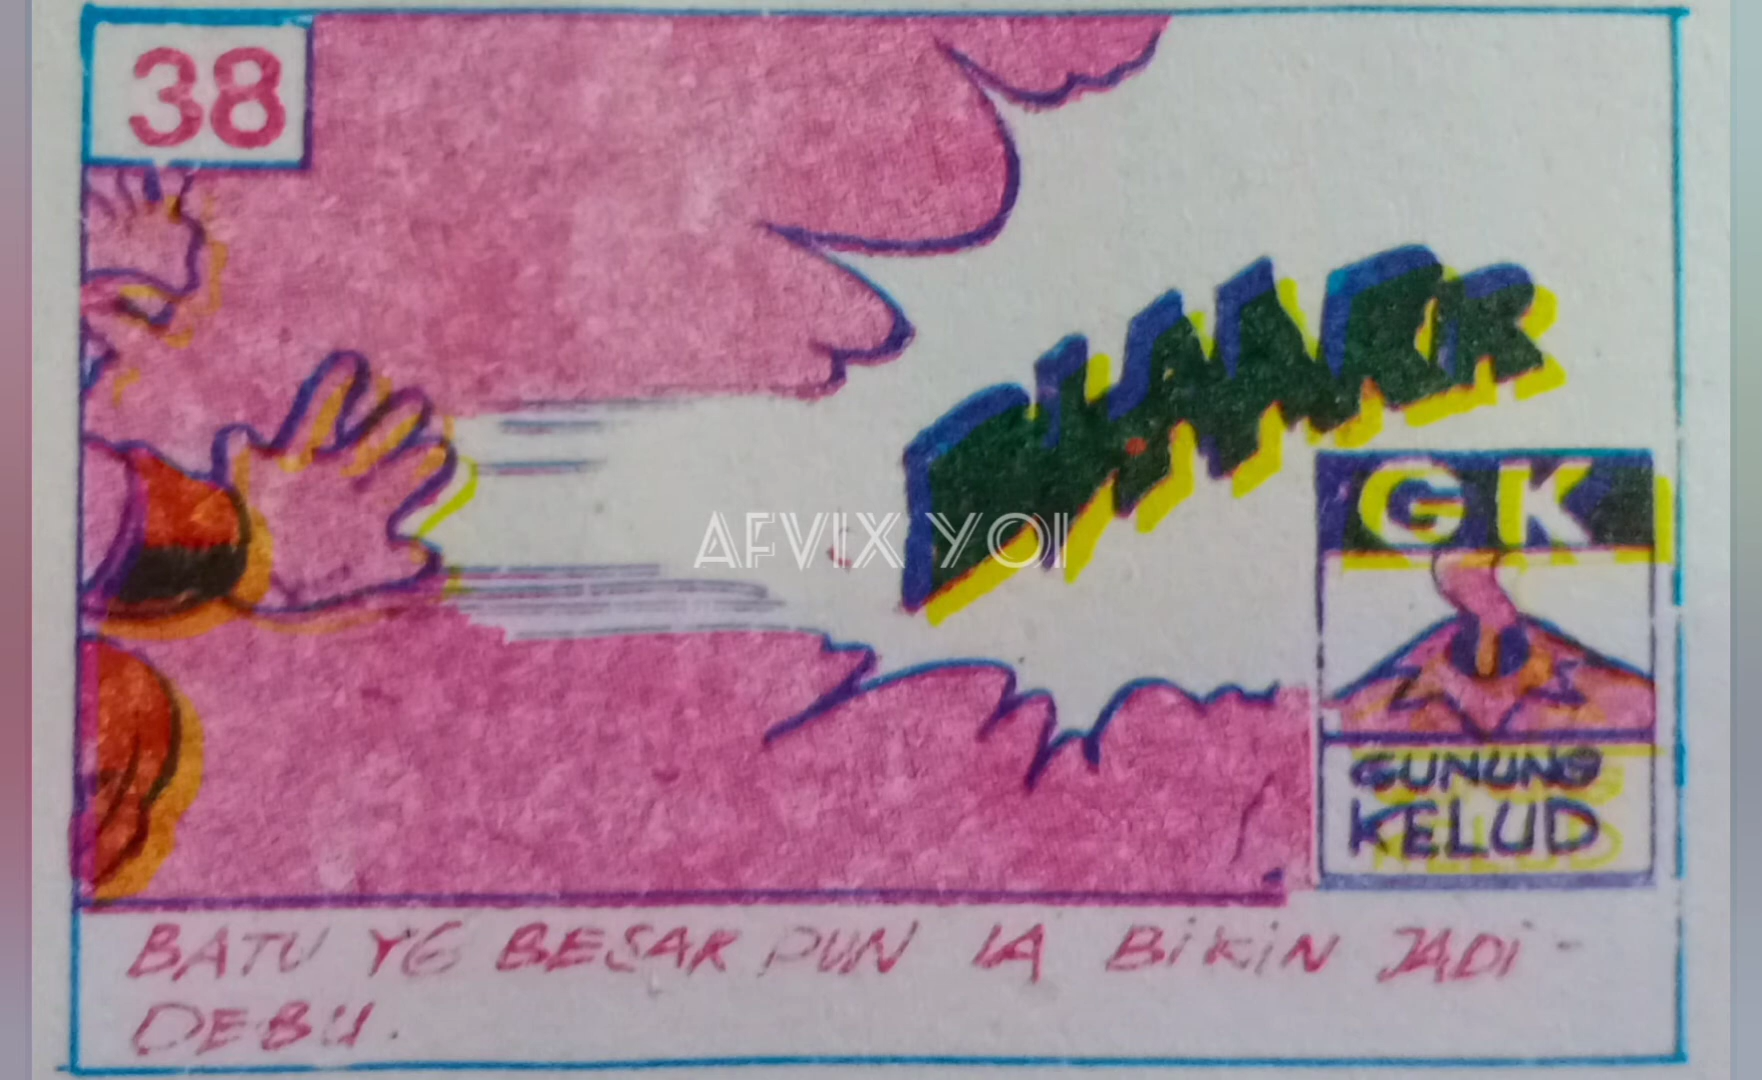 38
BLAARR
AFVIX YOI
GK
GUNUNG
KELUD
BATU YG BESAR PUN IA BIKIN JADI-
DEBU.